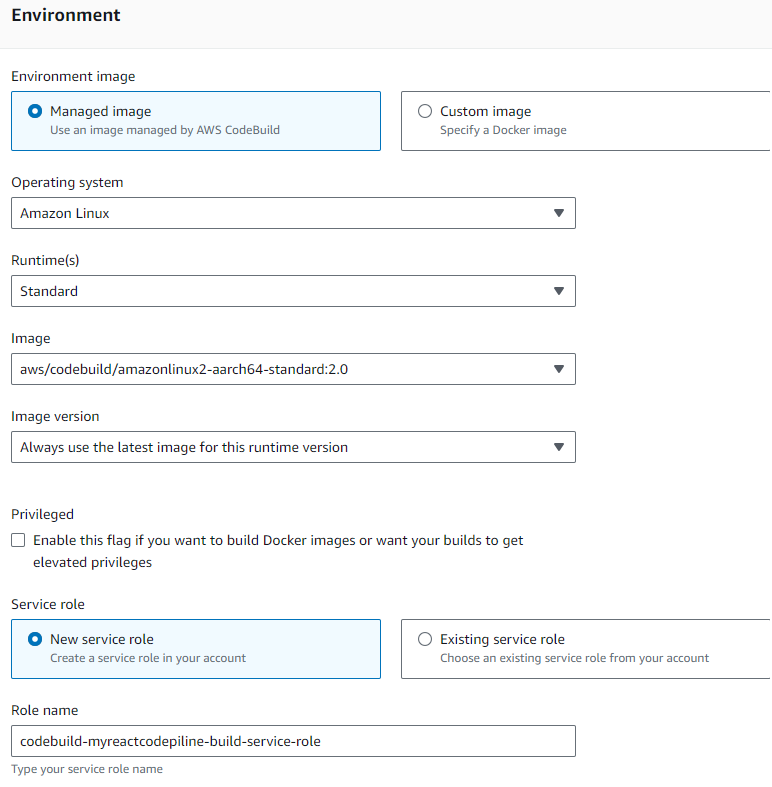 Environment
Environment image
Managed image
Use an image managed by AWS CodeBuild
Custom image
Specify a Docker image
Operating system
Amazon Linux
Runtime(s)
Standard
Image
aws/codebuild/amazonlinux2-aarch64-standard:2.0
Image version
Always use the latest image for this runtime version
Privileged
Enable this flag if you want to build Docker images or want your builds to get
elevated privileges
Service role
New service role
Create a service role in your account
Existing service role
Choose an existing service role from your account
Role name
codebuild-myreactcodepiline-build-service-role
Type your service role name